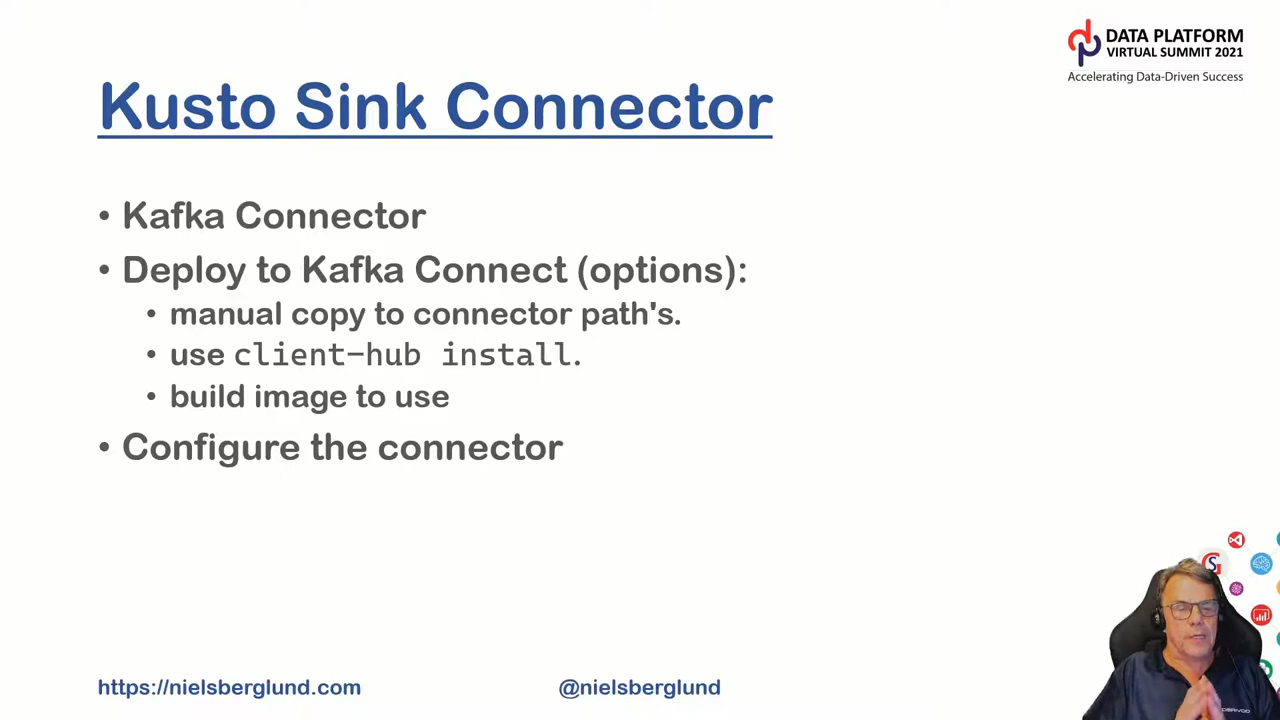 DATA PLATFORM
VIRTUAL SUMMIT 2021
Accelerating Data-Driven Success
Kusto Sink Connector
• Kafka Connector
• Deploy to Kafka Connect (options):
• manual copy to connector path's.
• use client-hub install.
• build image to use
• Configure the connector
https://nielsberglund.com
@nielsberglund